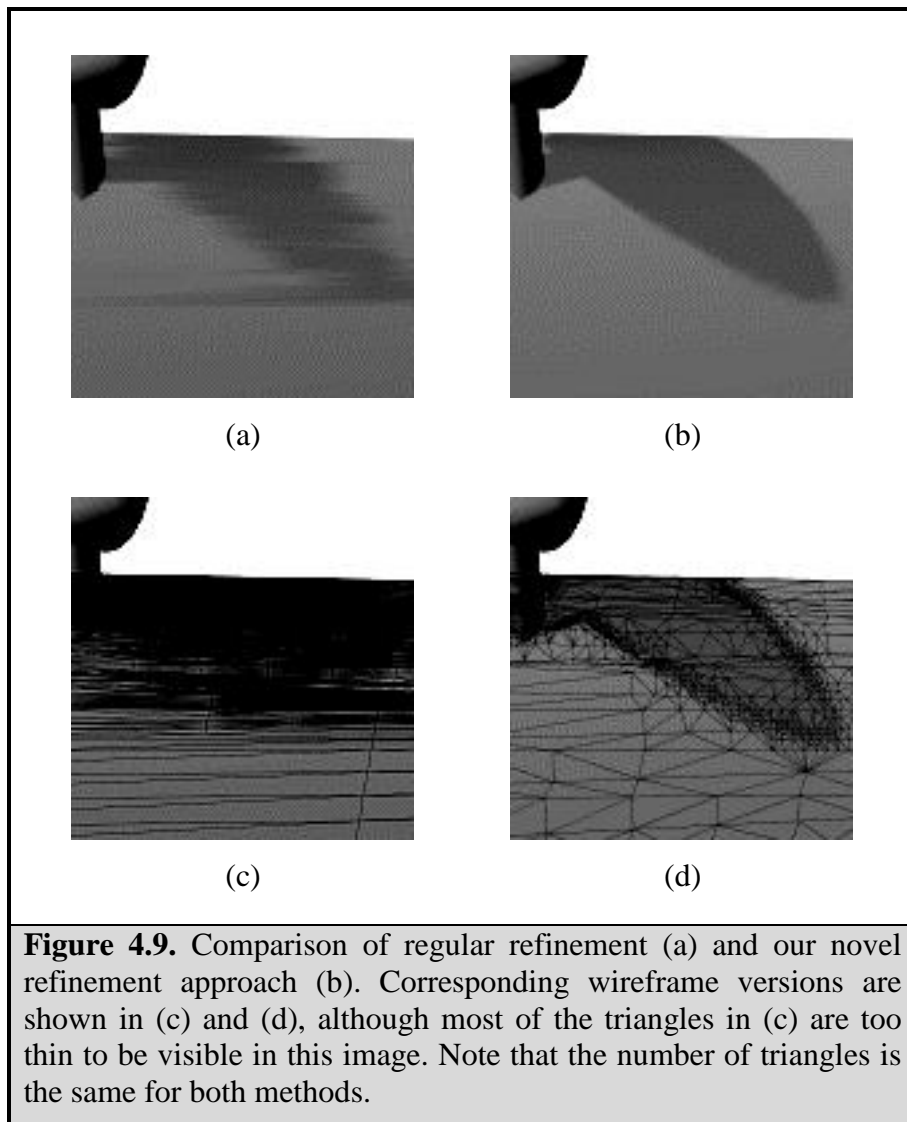 (a)
(b)
(c)
(d)
Figure 4.9. Comparison of regular refinement (a) and our novel
refinement approach (b). Corresponding wireframe versions are
shown in (c) and (d), although most of the triangles in (c) are too
thin to be visible in this image. Note that the number of triangles is
the same for both methods.